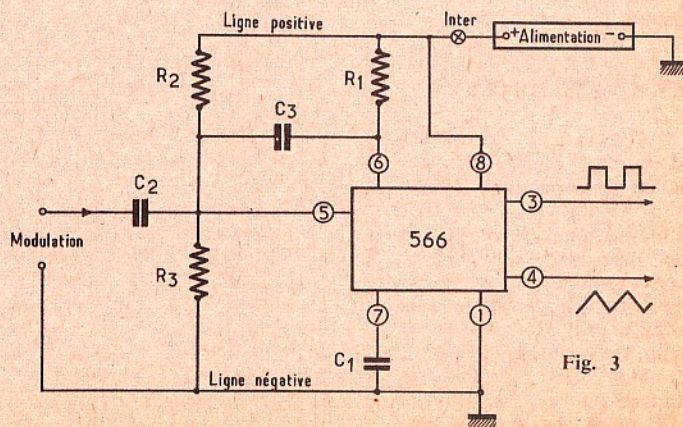 Ligne positive
Inter
+Alimentation-
R2
R1
C3
6
8
C2
5
3
Modulation
566
R3
4
7
1
C1
Fig. 3
Ligne négative